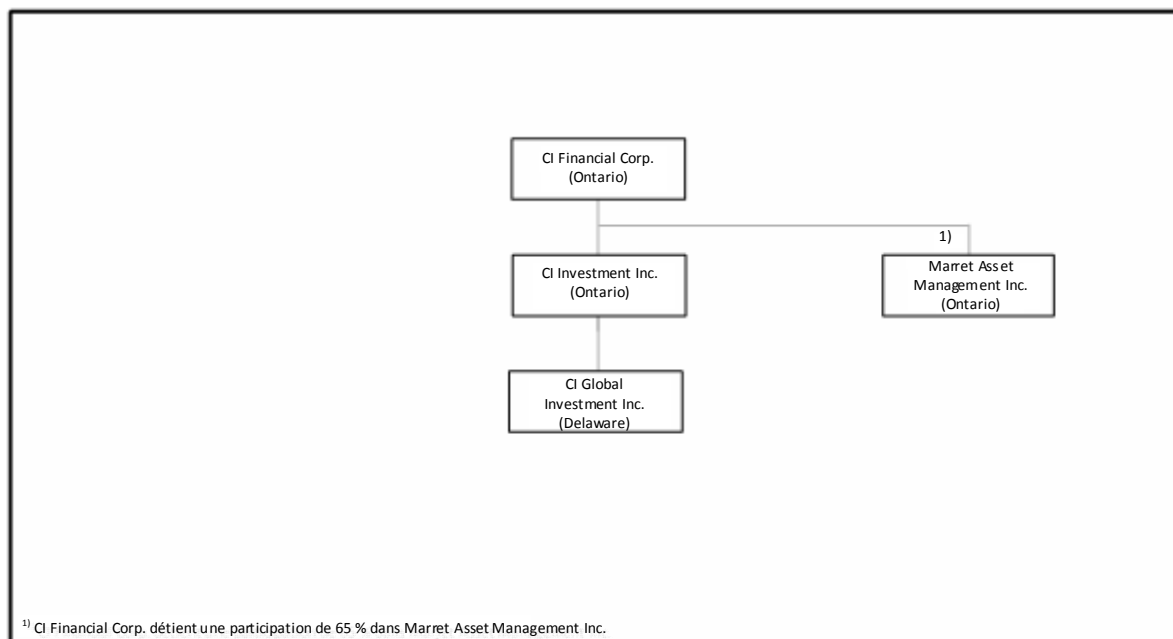 CI Financial Corp.
(Ontario)
1)
CI Investment Inc.
(Ontario)
Marret Asset
Management Inc.
(Ontario)
CI Global
Investment Inc.
(Delaware)
1) CI Financial Corp. détient une participation de 65 % dans Marret Asset Management Inc.